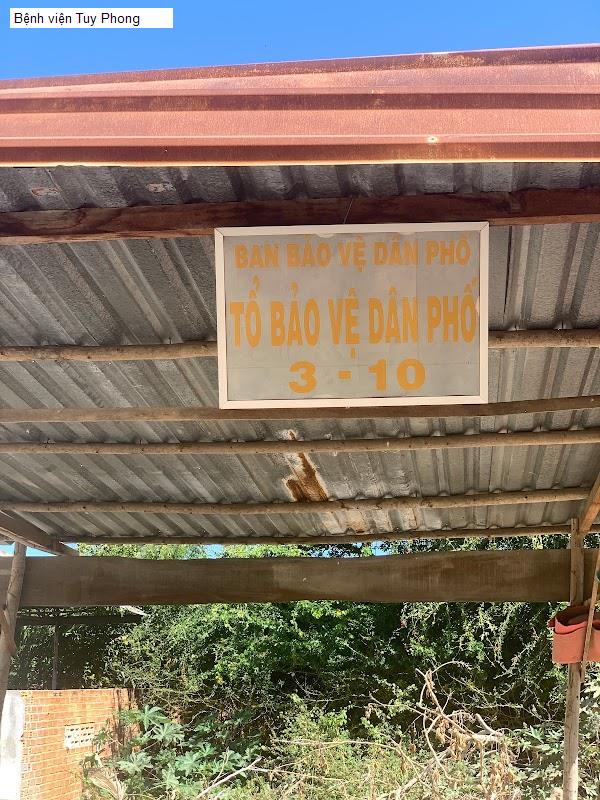 Bệnh viện Tuy Phong
BAN BẢO VỆ DÂN PHỐ
TỔ BẢO VỆ DÂN PHỐ
3 - 10